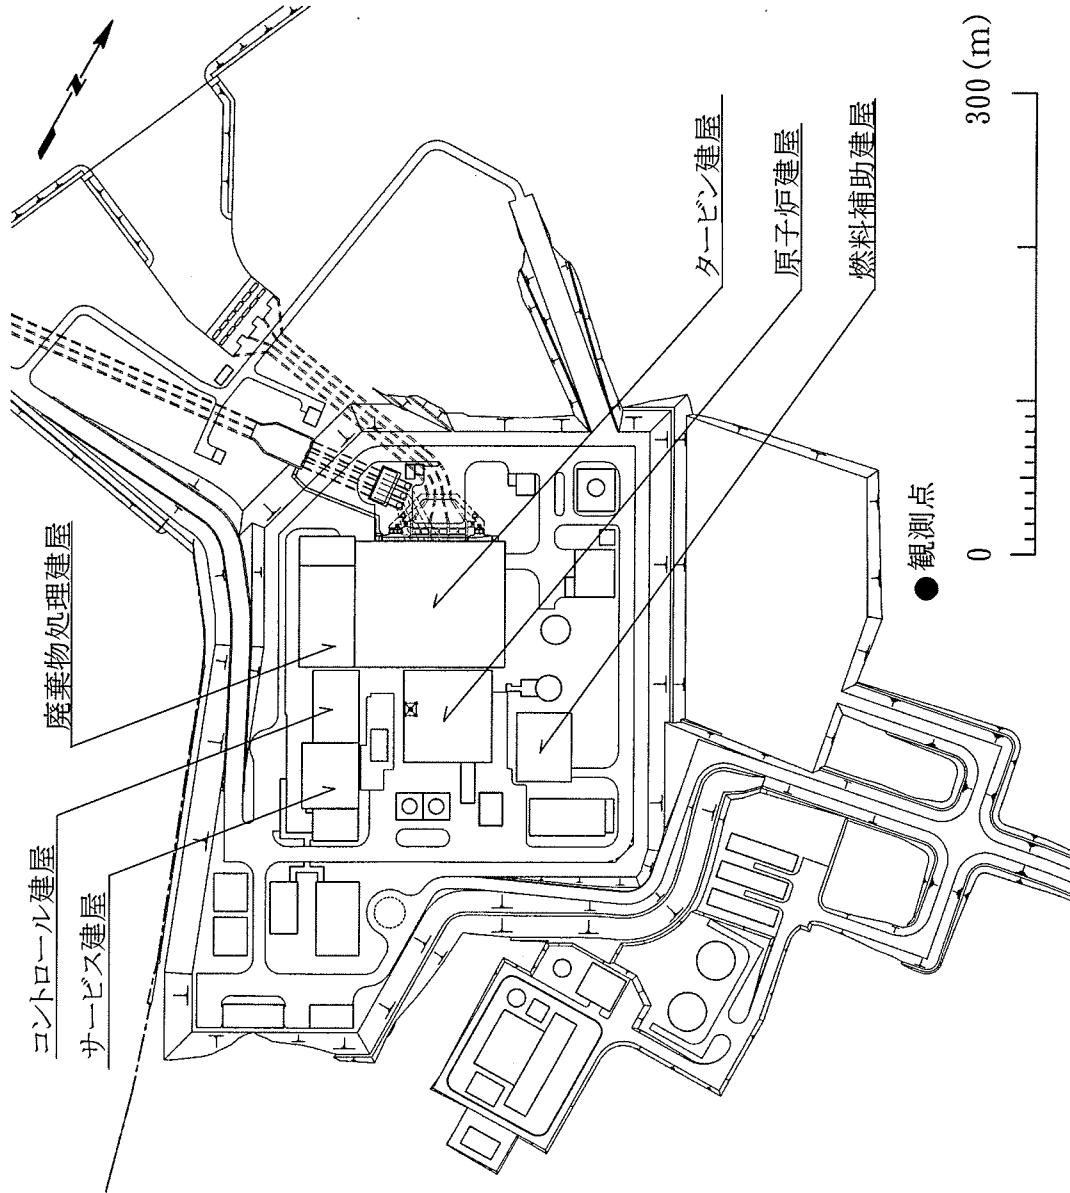 N
廃棄物処理建屋
コントロール建屋
サービス建屋
タービン建屋
原子炉建屋
燃料補助建屋
観測点
0
300 (m)